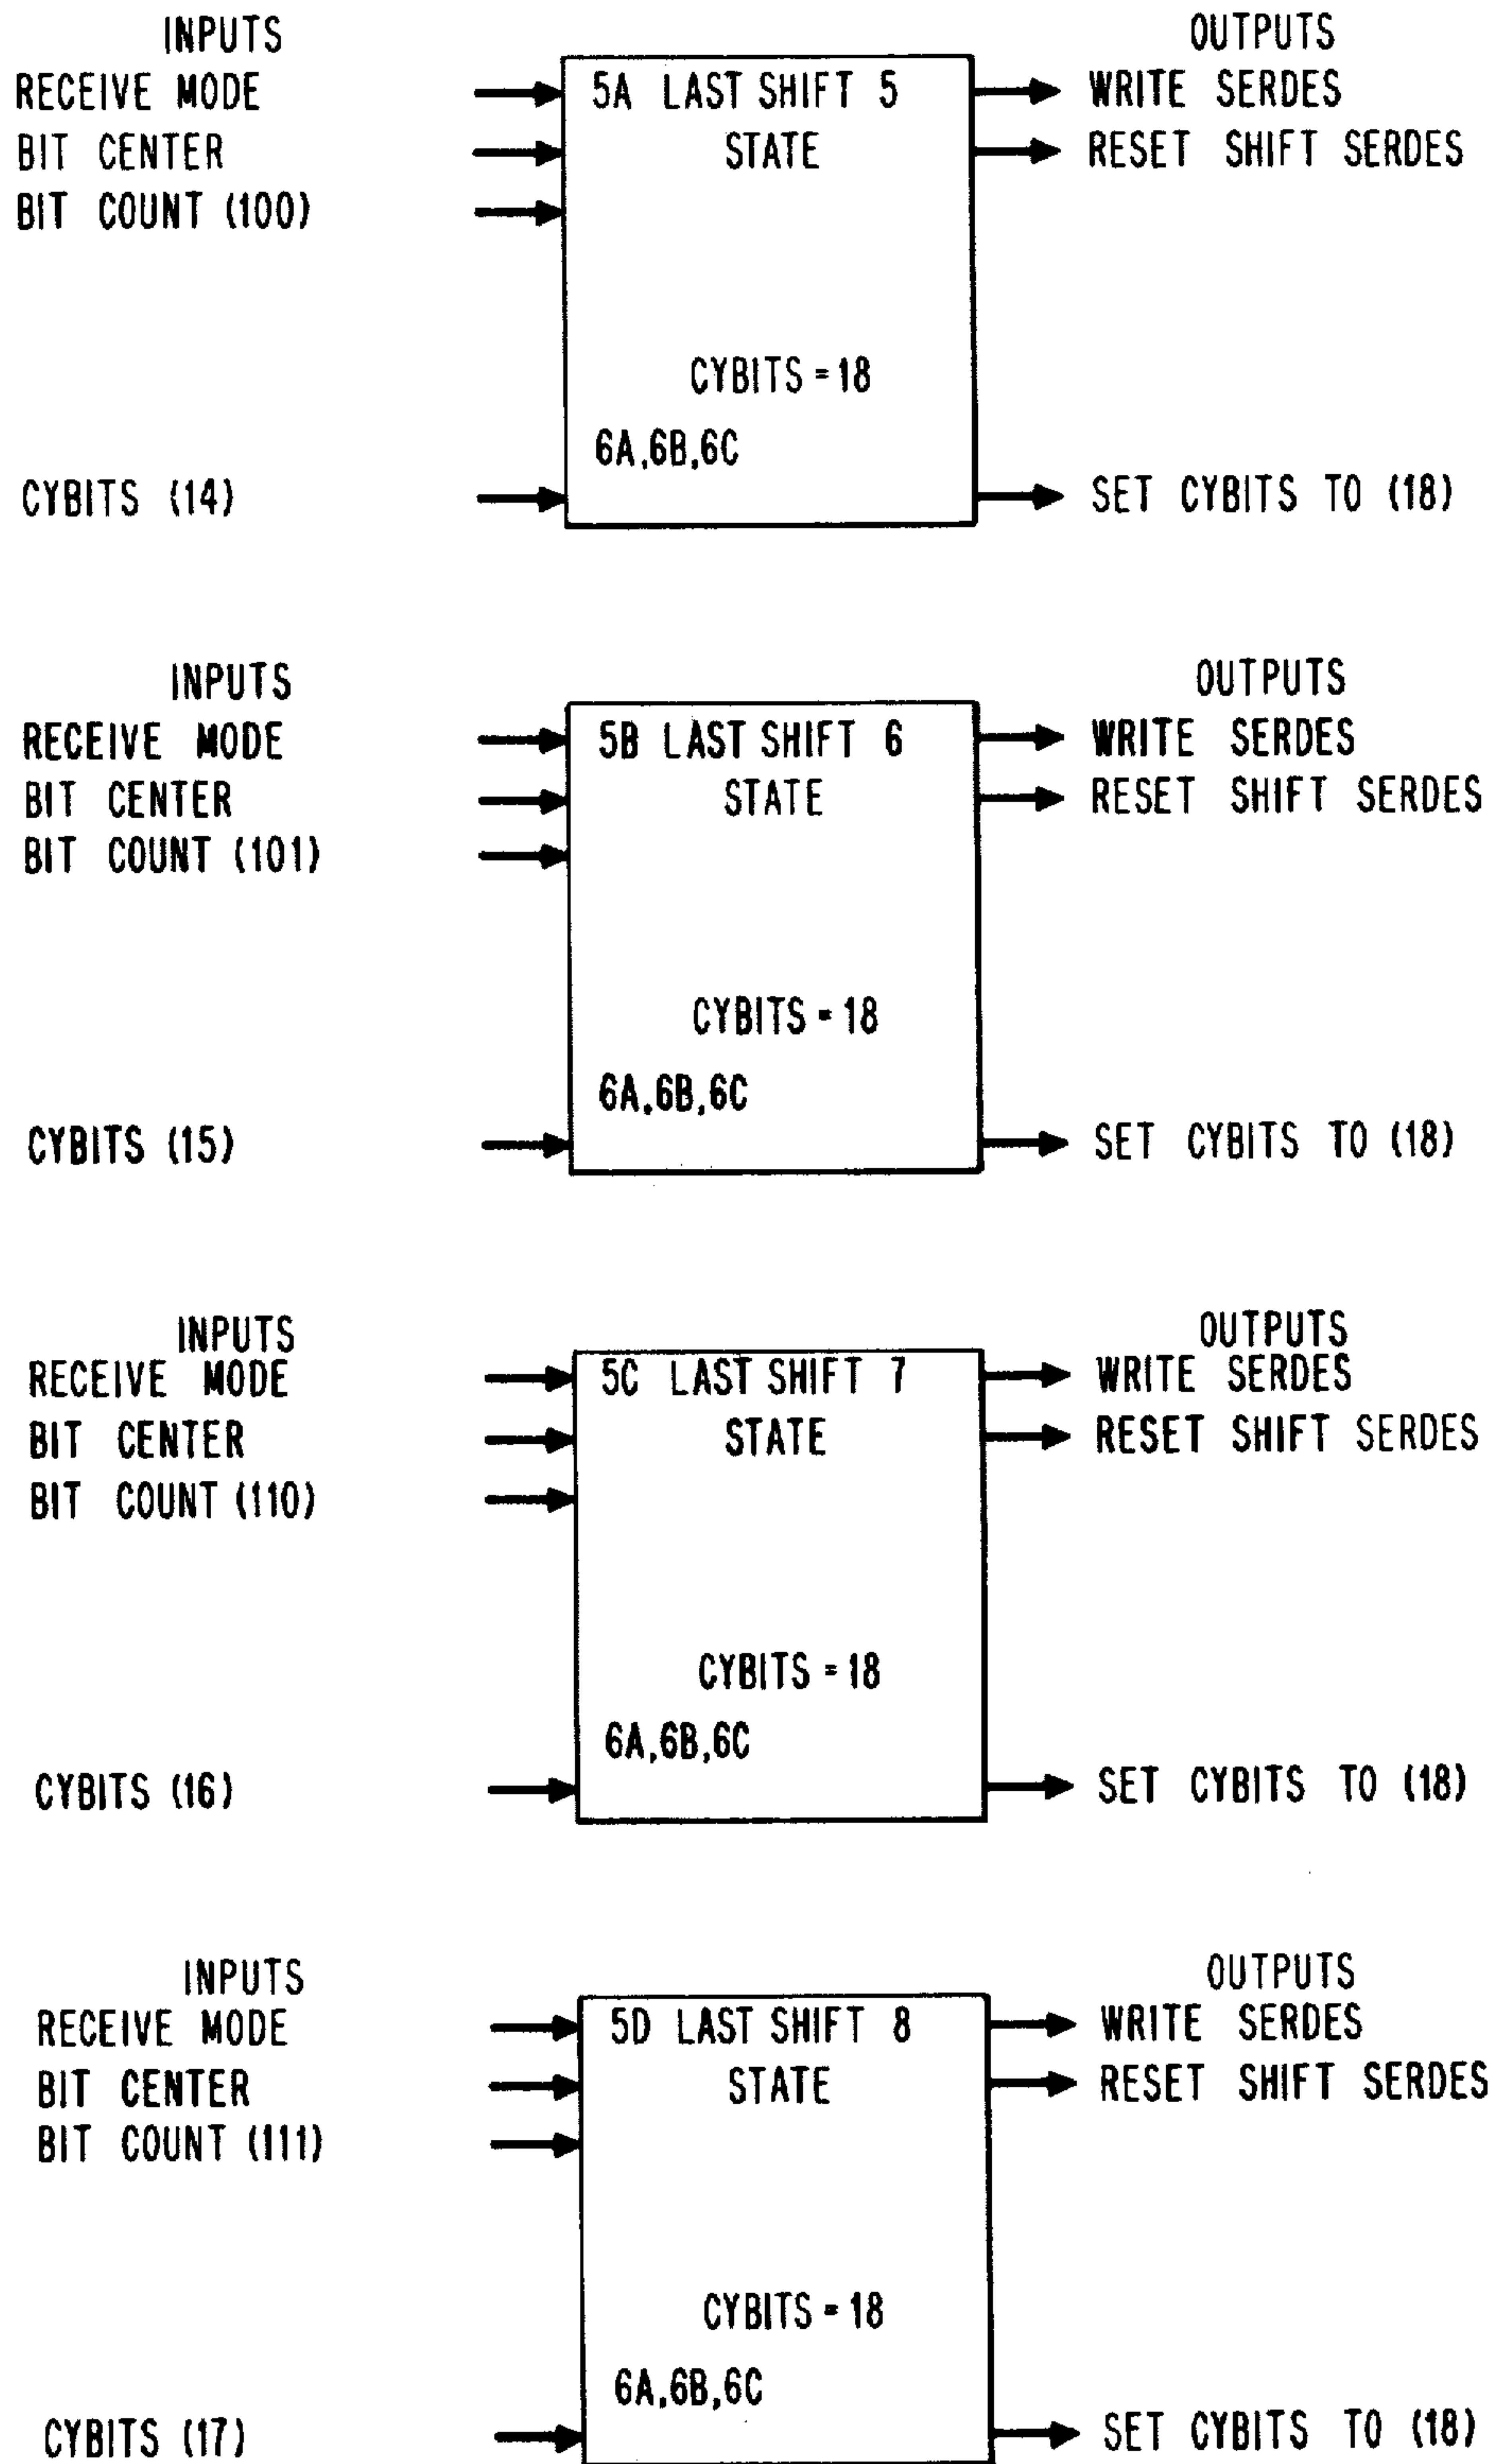 INPUTS
OUTPUTS
RECEIVE MODE
5A LAST SHIFT 5
WRITE SERDES
BIT CENTER
STATE
RESET SHIFT SERDES
BIT COUNT (100)
CYBITS = 18
6A,6B,6C
CYBITS (14)
SET CYBITS TO (18)
INPUTS
OUTPUTS
RECEIVE MODE
5B LAST SHIFT 6
WRITE SERDES
BIT CENTER
STATE
RESET SHIFT SERDES
BIT COUNT (101)
CYBITS = 18
6A,6B,6C
CYBITS (15)
SET CYBITS TO (18)
INPUTS
OUTPUTS
RECEIVE MODE
5C LAST SHIFT 7
WRITE SERDES
BIT CENTER
STATE
RESET SHIFT SERDES
BIT COUNT (110)
CYBITS = 18
6A,6B,6C
CYBITS (16)
SET CYBITS TO (18)
INPUTS
OUTPUTS
RECEIVE MODE
5D LAST SHIFT 8
WRITE SERDES
BIT CENTER
STATE
RESET SHIFT SERDES
BIT COUNT (111)
CYBITS = 18
6A,6B,6C
CYBITS (17)
SET CYBITS TO (18)